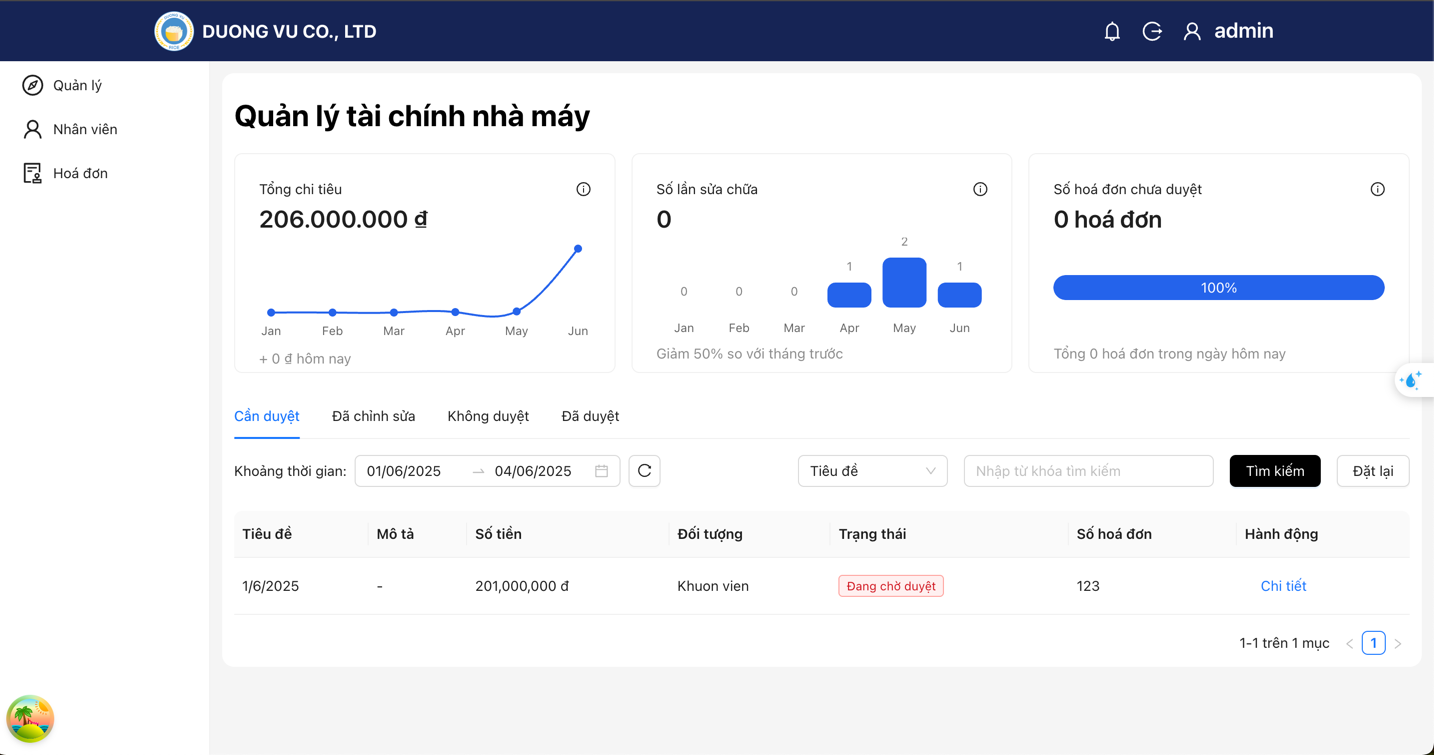 DUONG VU CO., LTD
admin
Quản lý
Nhân viên
Hoá đơn
Quản lý tài chính nhà máy
Tổng chi tiêu
206.000.000 ₫
Jan Feb Mar Apr May Jun
+ 0 ₫ hôm nay
Số lần sửa chữa
0
0 0 0 1 2 1
Jan Feb Mar Apr May Jun
Giảm 50% so với tháng trước
Số hoá đơn chưa duyệt
0 hoá đơn
100%
Tổng 0 hoá đơn trong ngày hôm nay
Cần duyệt Đã chỉnh sửa Không duyệt Đã duyệt
Khoảng thời gian: 01/06/2025 → 04/06/2025 Tiêu đề Nhập từ khóa tìm kiếm Tìm kiếm Đặt lại
Tiêu đề Mô tả Số tiền Đối tượng Trạng thái Số hoá đơn Hành động
1/6/2025 - 201,000,000 đ Khuon vien Đang chờ duyệt 123 Chi tiết
1-1 trên 1 mục < 1 >